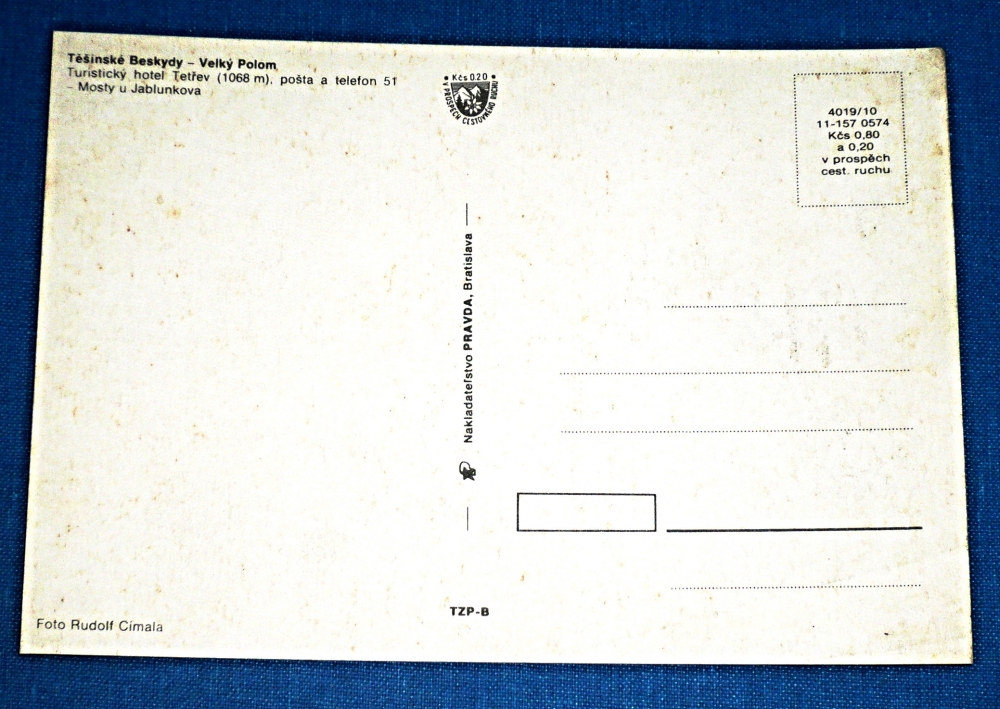 Těšínské Beskydy – Velký Polom
Turistický hotel Tetřev (1068 m), pošta a telefon 51
– Mosty u Jablunkova
• Kčs 0.20 •
V PROSPĚCH CESTOVNÉHO RUCHU
4019/10
11-157 0574
Kčs 0,80
a 0,20
v prospěch
cest. ruchu
Nakladateľstvo PRAVDA, Bratislava
TZP-B
Foto Rudolf Címala